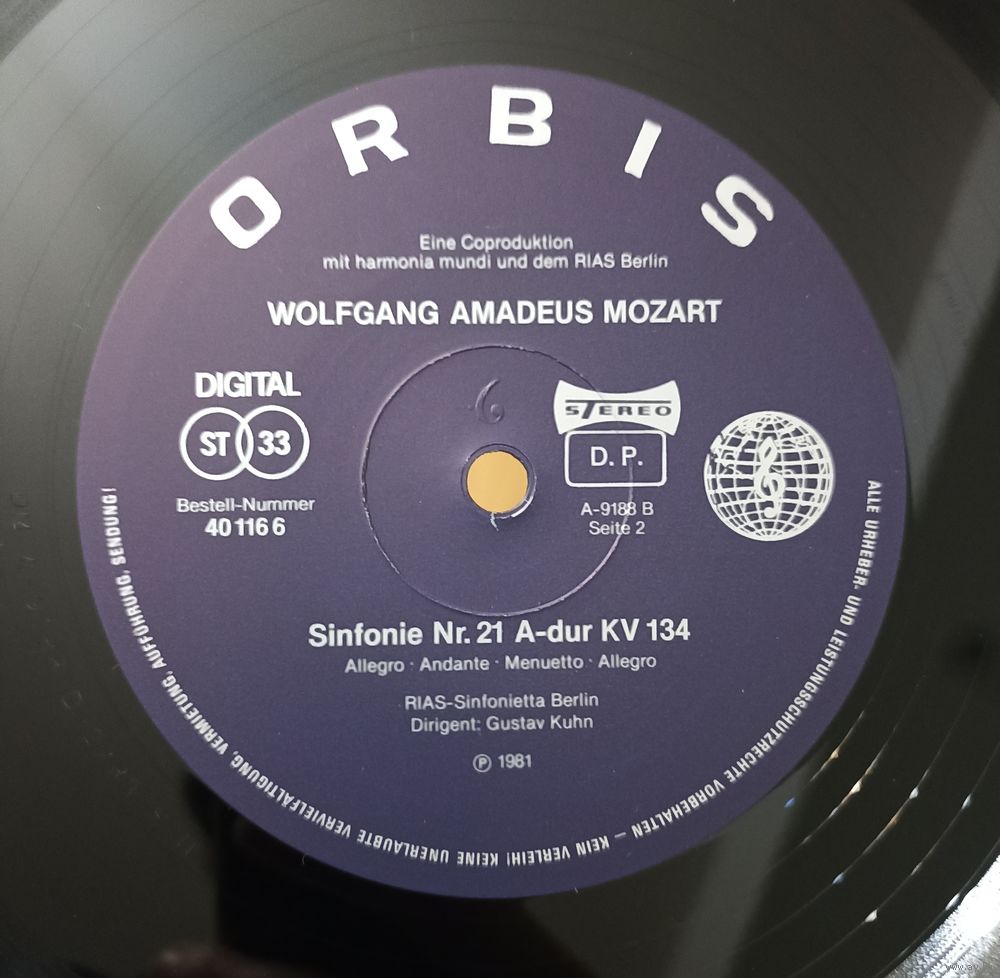 ORBIS
Eine Coproduktion
mit harmonia mundi und dem RIAS Berlin
WOLFGANG AMADEUS MOZART
DIGITAL
ST 33
Bestell-Nummer
40 116 6
STEREO
D. P.
A-9188 B
Seite 2
6
Sinfonie Nr. 21 A-dur KV 134
Allegro · Andante · Menuetto · Allegro
RIAS-Sinfonietta Berlin
Dirigent: Gustav Kuhn
Ⓟ 1981
ALLE URHEBER- UND LEISTUNGSSCHUTZRECHTE VORBEHALTEN — KEIN VERLEIH! KEINE UNERLAUBTE VERVIELFÄLTIGUNG, VERMIETUNG, AUFFÜHRUNG, SENDUNG!